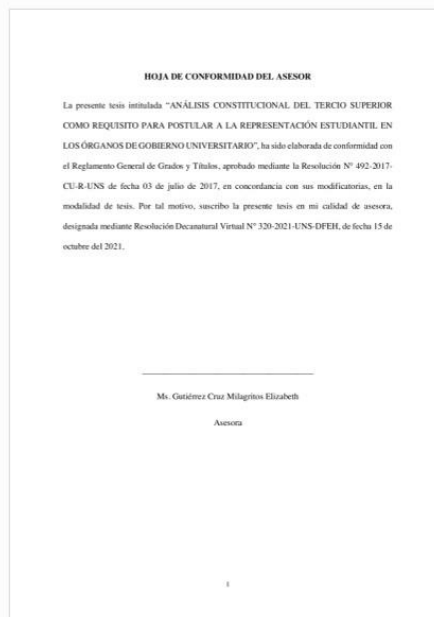 HOJA DE CONFORMIDAD DEL ASESOR
La presente tesis intitulada “ANÁLISIS CONSTITUCIONAL DEL TERCIO SUPERIOR
COMO REQUISITO PARA POSTULAR A LA REPRESENTACIÓN ESTUDIANTIL EN
LOS ÓRGANOS DE GOBIERNO UNIVERSITARIO”, ha sido elaborada de conformidad con
el Reglamento General de Grados y Títulos, aprobado mediante la Resolución N° 492-2017-
CU-R-UNS de fecha 03 de julio de 2017, en concordancia con sus modificatorias, en la
modalidad de tesis. Por tal motivo, suscribo la presente tesis en mi calidad de asesora,
designada mediante Resolución Decanatural Virtual N° 320-2021-UNS-DFEH, de fecha 15 de
octubre del 2021.
Ms. Gutiérrez Cruz Milagritos Elizabeth
Asesora